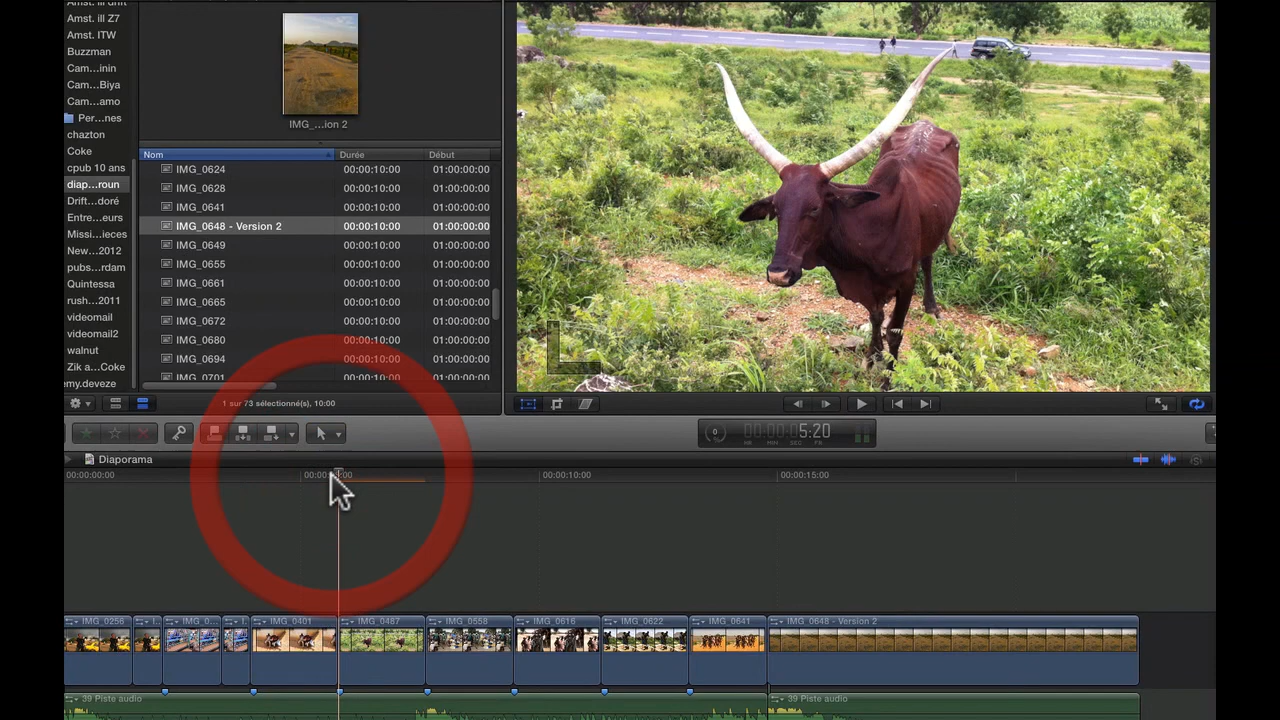 Amst. ITW
Amst. ill Z7
Buzzman
Cam...inin
Cam...Biya
Cam...amo
Per...nes
chazton
Coke
cpub 10 ans
diap...roun
Drift...doré
Entre...eurs
Missi...ieces
New...2012
pubs...rdam
Quintessa
rush...2011
videomail
videomail2
walnut
Zik a...Coke
emy.deveze
IMG_...ion 2
Nom Durée Début
IMG_0624 00:00:10:00 01:00:00:00
IMG_0628 00:00:10:00 01:00:00:00
IMG_0641 00:00:10:00 01:00:00:00
IMG_0648 - Version 2 00:00:10:00 01:00:00:00
IMG_0649 00:00:10:00 01:00:00:00
IMG_0655 00:00:10:00 01:00:00:00
IMG_0661 00:00:10:00 01:00:00:00
IMG_0665 00:00:10:00 01:00:00:00
IMG_0672 00:00:10:00 01:00:00:00
IMG_0680 00:00:10:00 01:00:00:00
IMG_0694 00:00:10:00 01:00:00:00
IMG_0701 00:00:10:00 01:00:00:00
1 sur 73 sélectionné(s), 10:00
0 00:00:05:20
HR MIN SEC FR
Diaporama
00:00:00:00 00:00:10:00 00:00:15:00
IMG_0256 I... IMG_0... I... IMG_0401 IMG_0487 IMG_0558 IMG_0616 IMG_0622 IMG_0641 IMG_0648 - Version 2
39 Piste audio 39 Piste audio